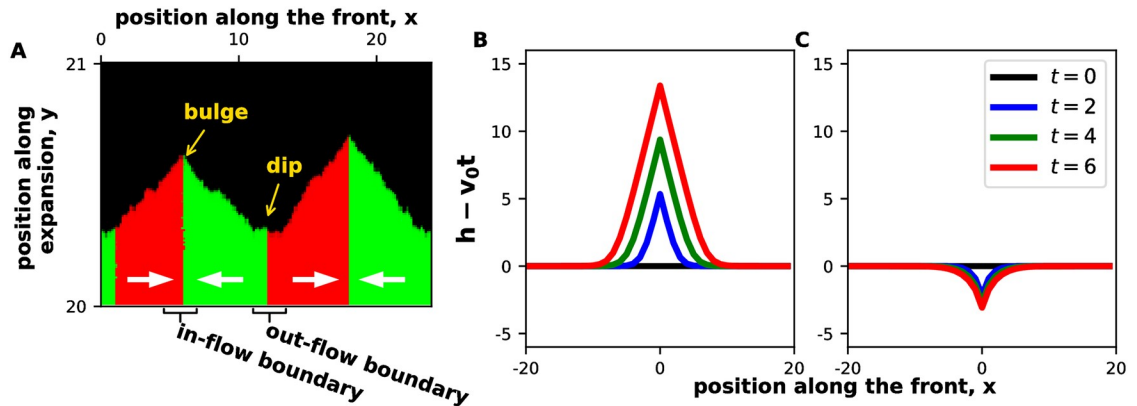 position along the front, x
0 10 20
A
21
20
position along
expansion, y
bulge
dip
in-flow boundary
out-flow boundary
B
15
10
5
0
-5
h − v₀t
-20 0 20
C
15
10
5
0
-5
t = 0
t = 2
t = 4
t = 6
-20 0 20
position along the front, x